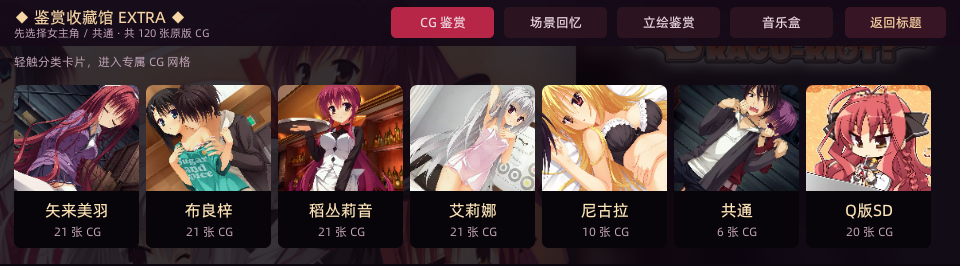 ◆ 鉴赏收藏馆 EXTRA ◆
先选择女主角 / 共通 · 共 120 张原版 CG
CG 鉴赏
场景回忆
立绘鉴赏
音乐盒
返回标题
轻触分类卡片，进入专属 CG 网格
DRACU-RIOT!
Sugar
and
spice
矢来美羽
21 张 CG
布良梓
21 张 CG
稻丛莉音
21 张 CG
艾莉娜
21 张 CG
尼古拉
10 张 CG
共通
6 张 CG
Q版SD
20 张 CG